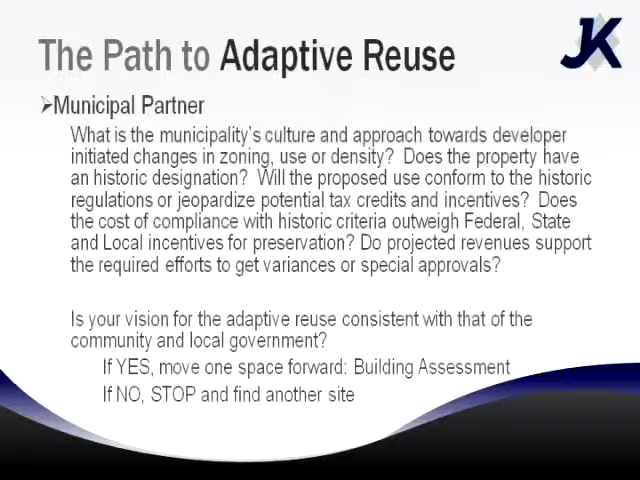 The Path to Adaptive Reuse
JK
➢Municipal Partner
What is the municipality's culture and approach towards developer
initiated changes in zoning, use or density?  Does the property have
an historic designation?  Will the proposed use conform to the historic
regulations or jeopardize potential tax credits and incentives?  Does
the cost of compliance with historic criteria outweigh Federal, State
and Local incentives for preservation? Do projected revenues support
the required efforts to get variances or special approvals?
Is your vision for the adaptive reuse consistent with that of the
community and local government?
If YES, move one space forward: Building Assessment
If NO, STOP and find another site